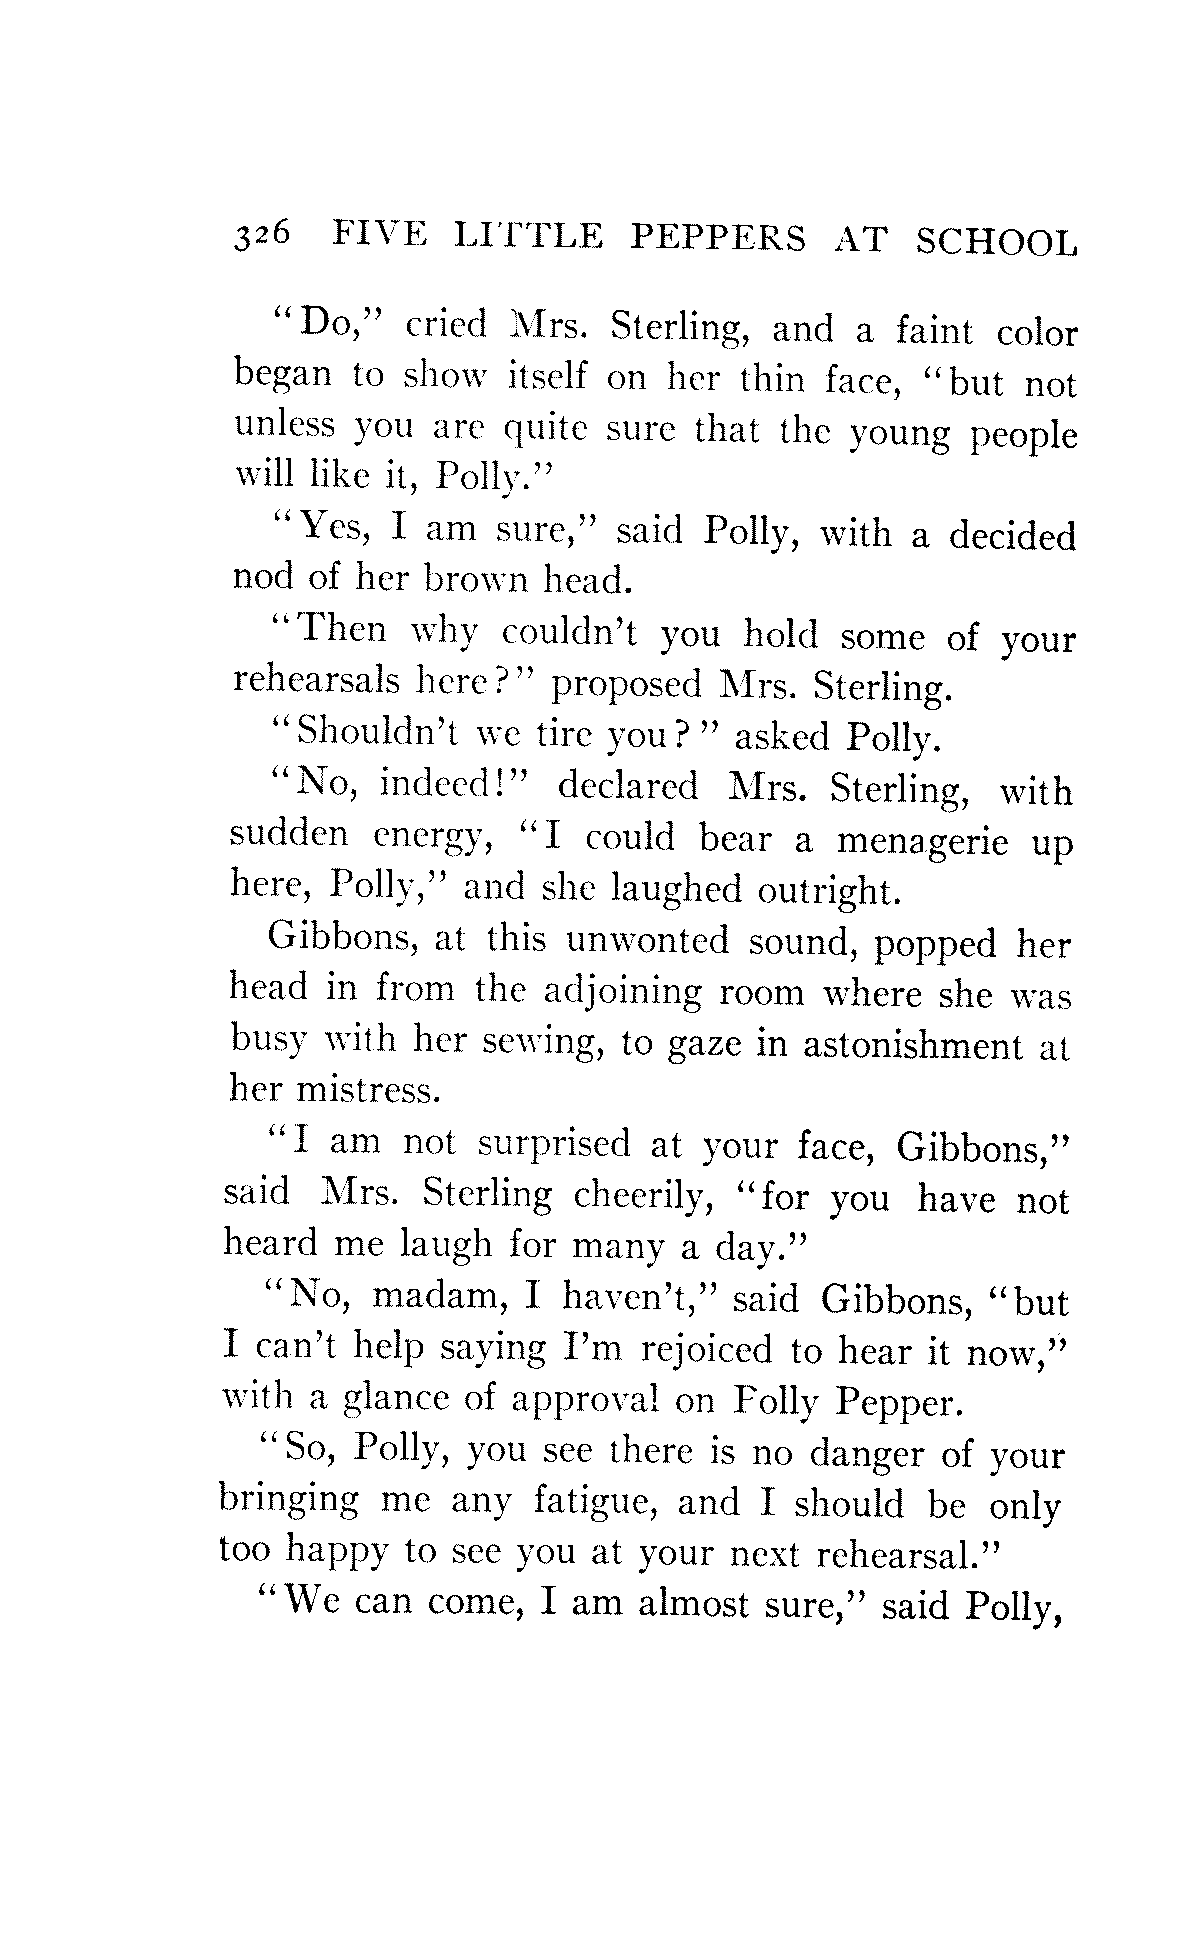 326 FIVE LITTLE PEPPERS AT SCHOOL
"Do," cried Mrs. Sterling, and a faint color
began to show itself on her thin face, "but not
unless you are quite sure that the young people
will like it, Polly."
"Yes, I am sure," said Polly, with a decided
nod of her brown head.
"Then why couldn't you hold some of your
rehearsals here?" proposed Mrs. Sterling.
"Shouldn't we tire you?" asked Polly.
"No, indeed!" declared Mrs. Sterling, with
sudden energy, "I could bear a menagerie up
here, Polly," and she laughed outright.
Gibbons, at this unwonted sound, popped her
head in from the adjoining room where she was
busy with her sewing, to gaze in astonishment at
her mistress.
"I am not surprised at your face, Gibbons,"
said Mrs. Sterling cheerily, "for you have not
heard me laugh for many a day."
"No, madam, I haven't," said Gibbons, "but
I can't help saying I'm rejoiced to hear it now,"
with a glance of approval on Polly Pepper.
"So, Polly, you see there is no danger of your
bringing me any fatigue, and I should be only
too happy to see you at your next rehearsal."
"We can come, I am almost sure," said Polly,